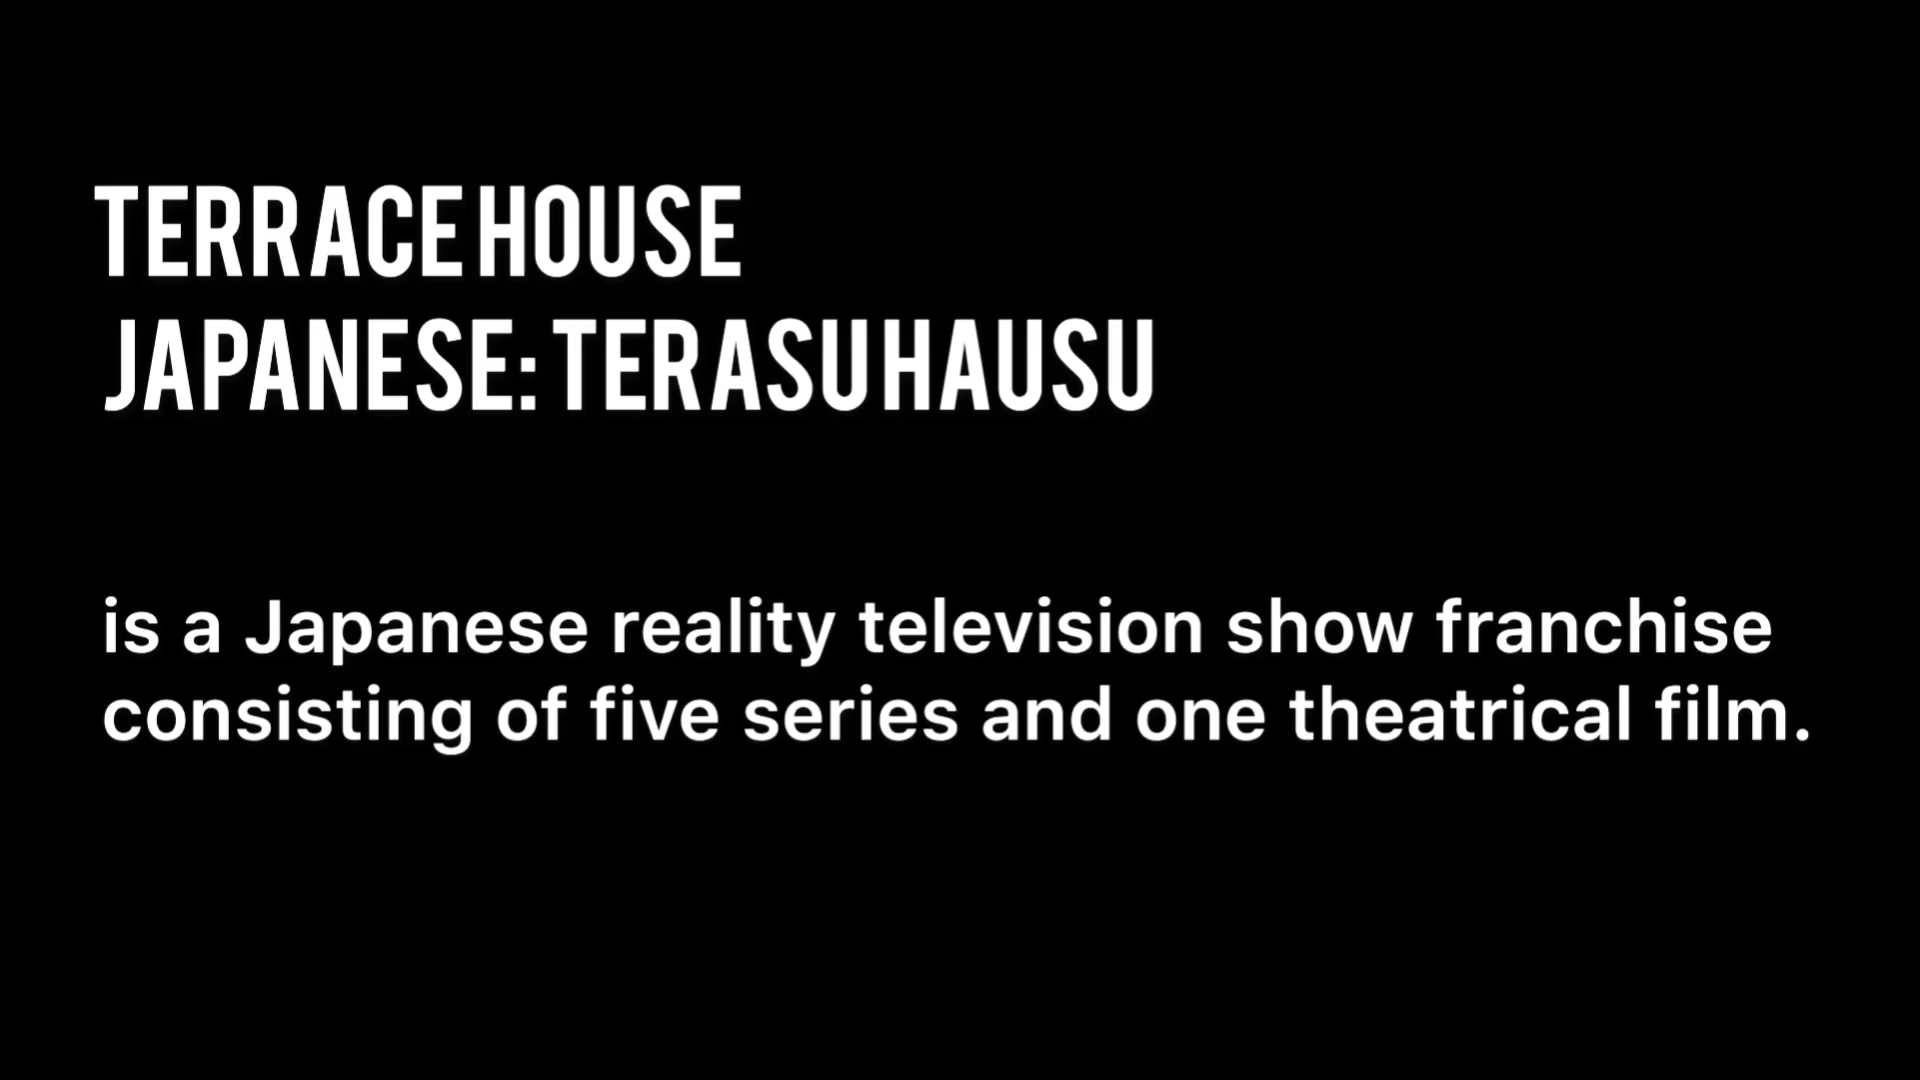 TERRACE HOUSE
JAPANESE: TERASU HAUSU
is a Japanese reality television show franchise
consisting of five series and one theatrical film.